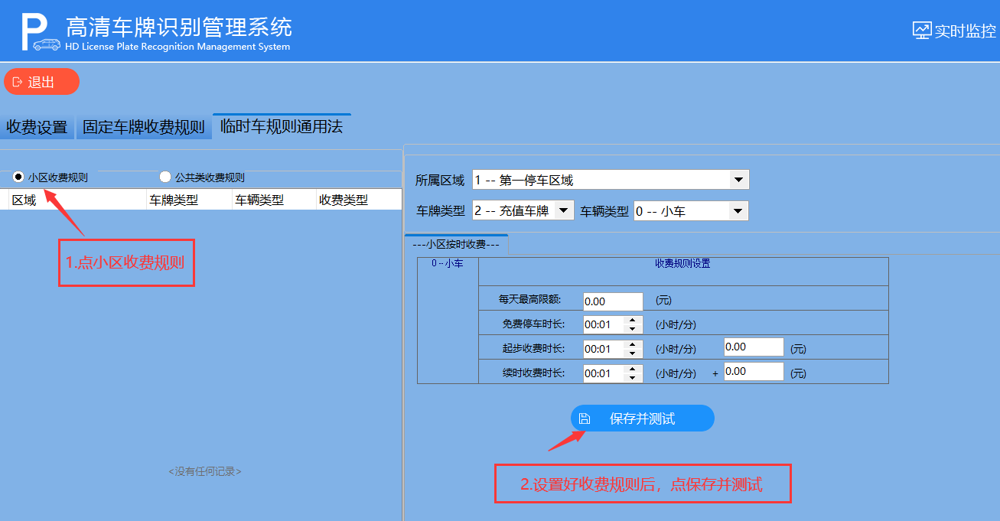 P
高清车牌识别管理系统
HD License Plate Recognition Management System
实时监控
退出
收费设置 固定车牌收费规则 临时车规则通用法
小区收费规则 公共类收费规则
区域 车牌类型 车辆类型 收费类型
1.点小区收费规则
<没有任何记录>
所属区域 1 -- 第一停车区域
车牌类型 2 -- 充值车牌 车辆类型 0 -- 小车
---小区按时收费---
0 -- 小车 收费规则设置
每天最高限额: 0.00 (元)
免费停车时长: 00:01 (小时/分)
起步收费时长: 00:01 (小时/分) 0.00 (元)
续时收费时长: 00:01 (小时/分) + 0.00 (元)
保存并测试
2.设置好收费规则后，点保存并测试